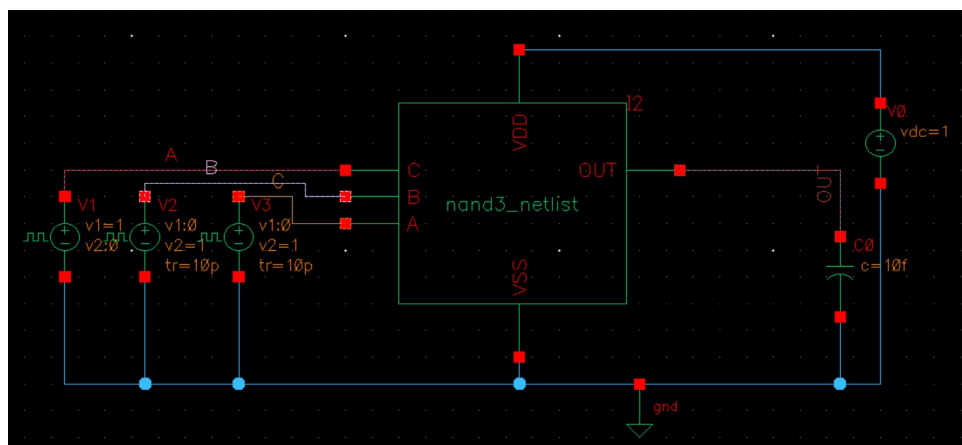 I2
VDD
V0
vdc=1
A
B
C
C
B
A
OUT
nand3_netlist
OUT
V1
v1=1
v2:0
V2
v1:0
v2=1
tr=10p
V3
v1:0
v2=1
tr=10p
VSS
C0
c=10f
gnd